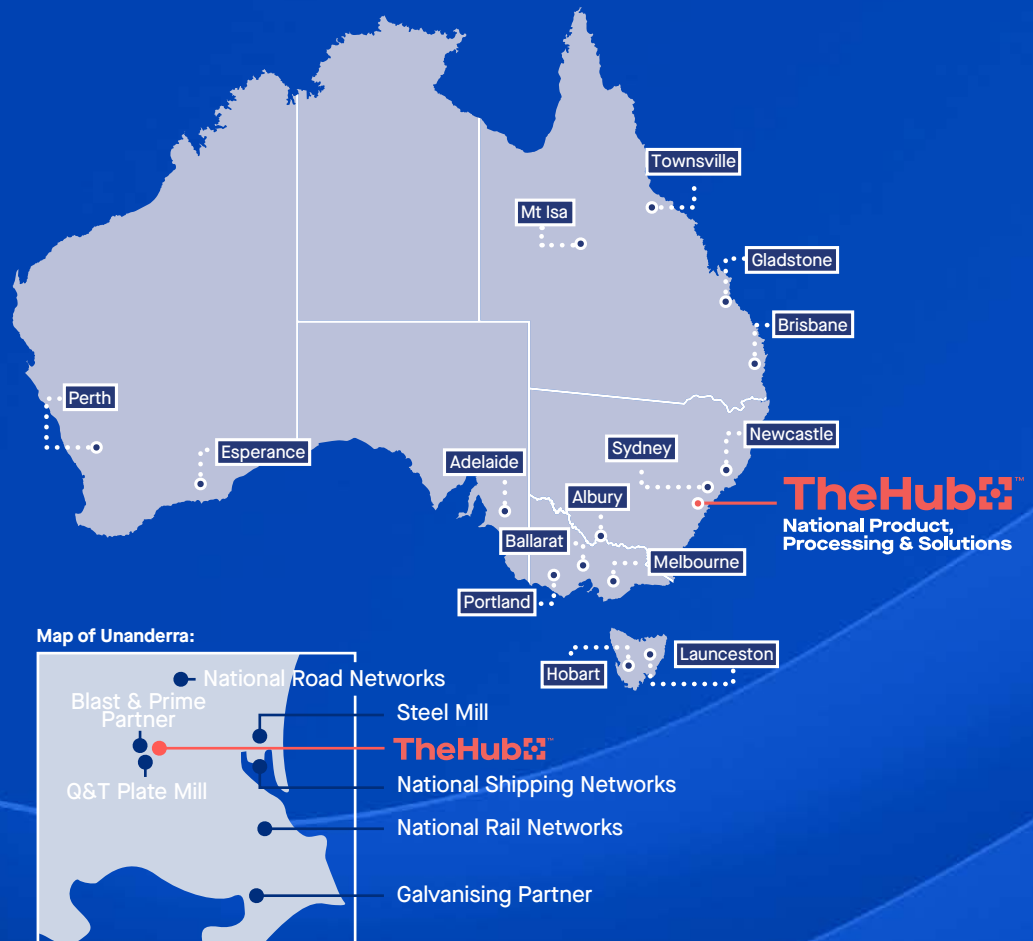 Townsville
Mt Isa
Gladstone
Brisbane
Perth
Esperance
Adelaide
Sydney
Newcastle
Albury
TheHub™
National Product,
Processing & Solutions
Ballarat
Melbourne
Portland
Hobart
Launceston
Map of Unanderra:
National Road Networks
Blast & Prime
Partner
Steel Mill
TheHub™
Q&T Plate Mill
National Shipping Networks
National Rail Networks
Galvanising Partner